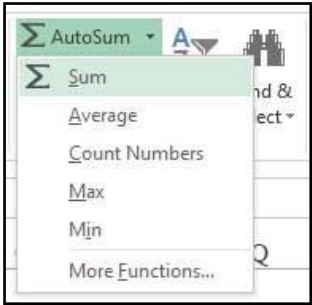 Σ AutoSum
Σ Sum
Average
Count Numbers
Max
Min
More Functions...
nd &
ect
Q